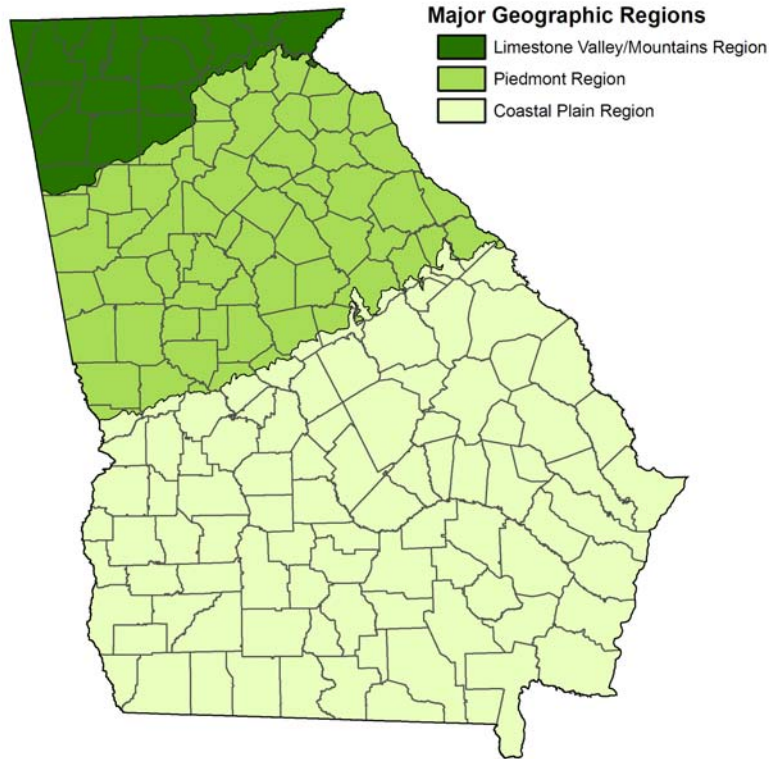 Major Geographic Regions
Limestone Valley/Mountains Region
Piedmont Region
Coastal Plain Region